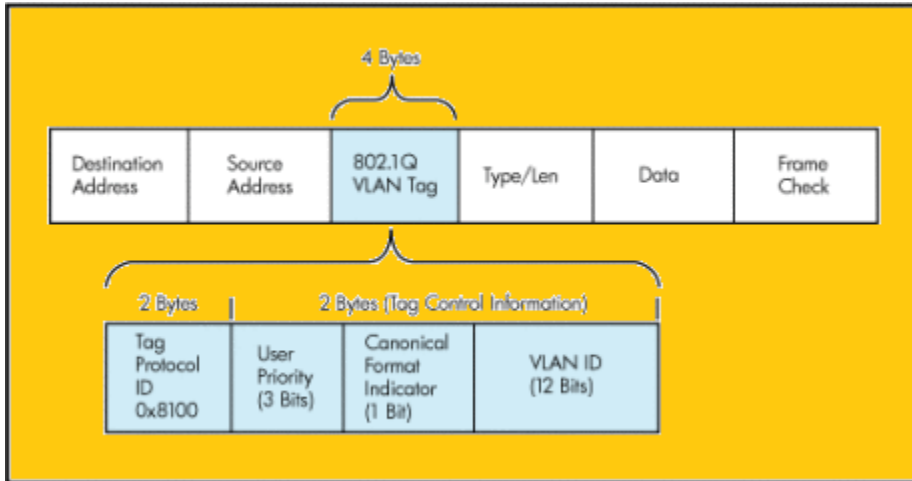 4 Bytes
Destination
Address
Source
Address
802.1Q
VLAN Tag
Type/Len
Data
Frame
Check
2 Bytes
2 Bytes (Tag Control Information)
Tag
Protocol
ID
0x8100
User
Priority
(3 Bits)
Canonical
Format
Indicator
(1 Bit)
VLAN ID
(12 Bits)